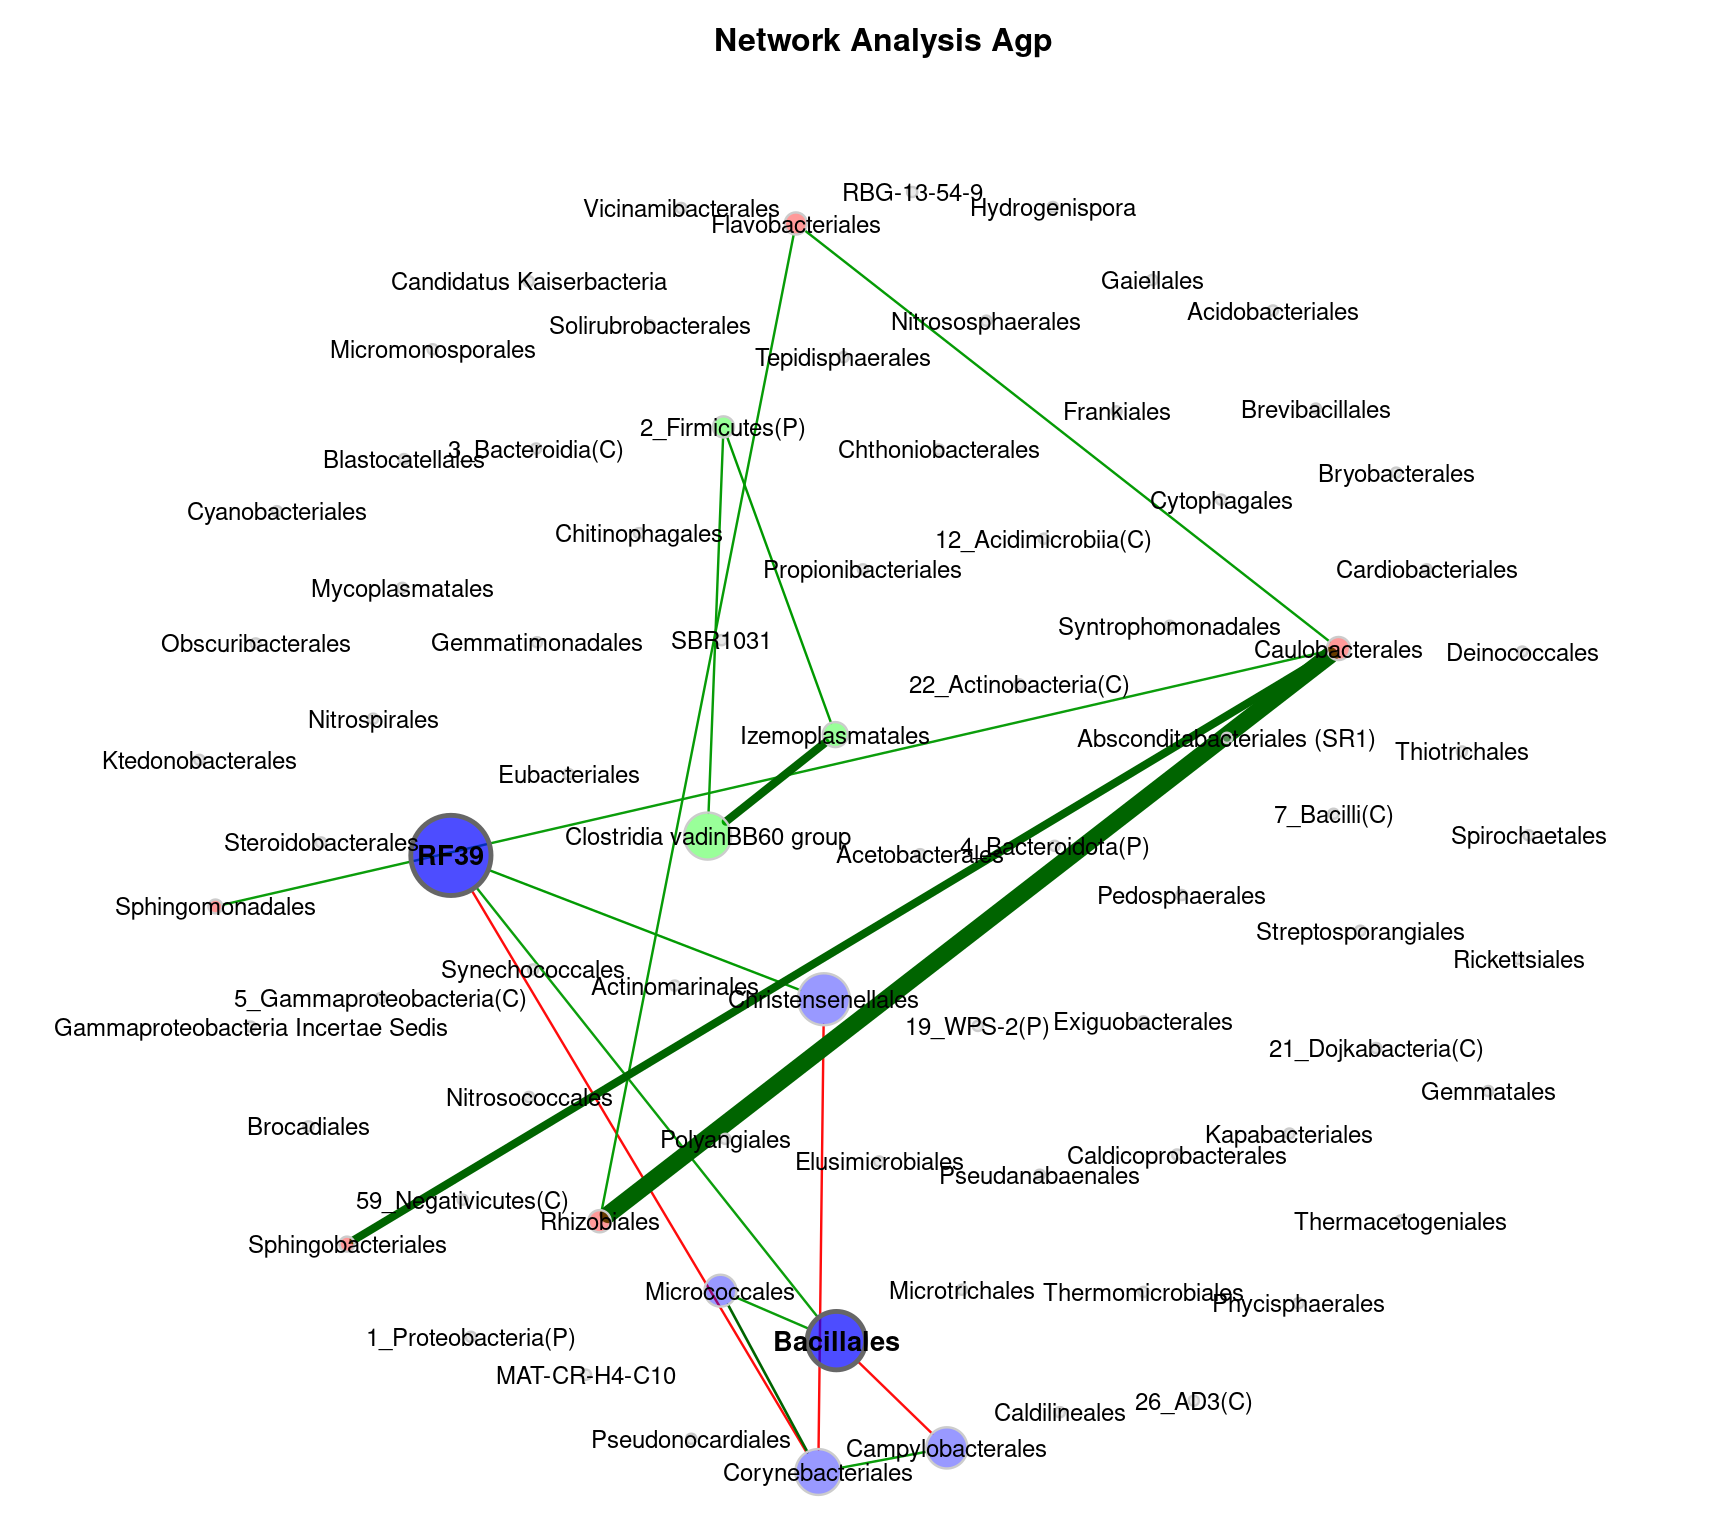 Network Analysis Agp
RBG-13-54-9
Vicinamibacterales
Hydrogenispora
Flavobacteriales
Candidatus Kaiserbacteria
Gaiellales
Acidobacteriales
Solirubrobacterales
Nitrososphaerales
Micromonosporales
Tepidisphaerales
Frankiales
Brevibacillales
2_Firmicutes(P)
3_Bacteroidia(C)
Chthoniobacterales
Blastocatellales
Bryobacterales
Cytophagales
Cyanobacteriales
Chitinophagales
12_Acidimicrobiia(C)
Propionibacteriales
Cardiobacteriales
Mycoplasmatales
Syntrophomonadales
Obscuribacterales
Gemmatimonadales
SBR1031
Caulobacterales
Deinococcales
22_Actinobacteria(C)
Nitrospirales
Izemoplasmatales
Absconditabacteriales (SR1)
Thiotrichales
Ktedonobacterales
Eubacteriales
7_Bacilli(C)
Steroidobacterales
Clostridia vadinBB60 group
Spirochaetales
RF39
Acetobacterales
4_Bacteroidota(P)
Pedosphaerales
Sphingomonadales
Streptosporangiales
Rickettsiales
Synechococcales
Actinomarinales
5_Gammaproteobacteria(C)
Christensenellales
Gammaproteobacteria Incertae Sedis
19_WPS-2(P)
Exiguobacterales
21_Dojkabacteria(C)
Gemmatales
Nitrosococcales
Brocadiales
Polyangiales
Kapabacteriales
Elusimicrobiales
Caldicoprobacterales
Pseudanabaenales
59_Negativicutes(C)
Rhizobiales
Thermacetogeniales
Sphingobacteriales
Micrococcales
Microtrichales
Thermomicrobiales
Phycisphaerales
1_Proteobacteria(P)
Bacillales
MAT-CR-H4-C10
26_AD3(C)
Caldilineales
Pseudonocardiales
Campylobacterales
Corynebacteriales